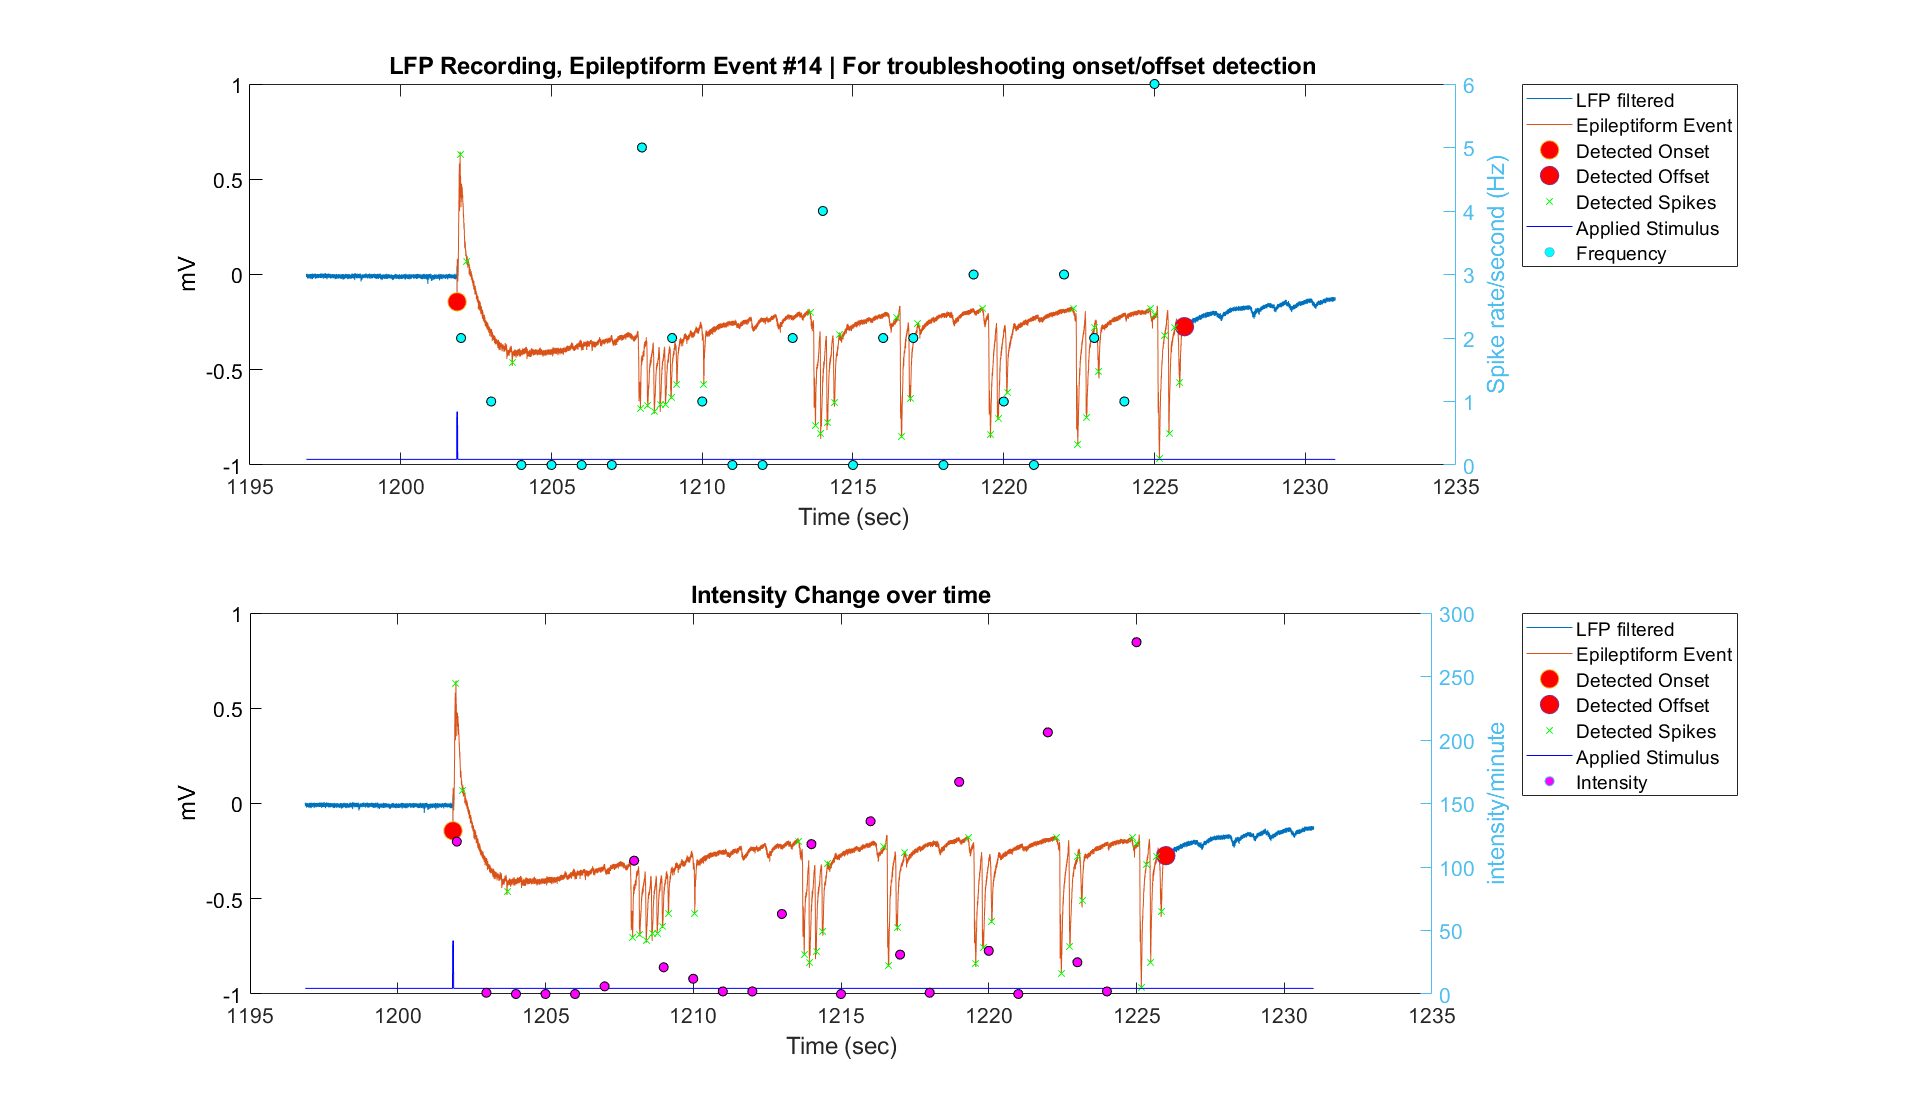 LFP Recording, Epileptiform Event #14 | For troubleshooting onset/offset detection
1
0.5
0
-0.5
-1
mV
1195 1200 1205 1210 1215 1220 1225 1230 1235
Time (sec)
6
5
4
3
2
1
0
Spike rate/second (Hz)
LFP filtered
Epileptiform Event
Detected Onset
Detected Offset
Detected Spikes
Applied Stimulus
Frequency
Intensity Change over time
1
0.5
0
-0.5
-1
mV
1195 1200 1205 1210 1215 1220 1225 1230 1235
Time (sec)
300
250
200
150
100
50
0
intensity/minute
LFP filtered
Epileptiform Event
Detected Onset
Detected Offset
Detected Spikes
Applied Stimulus
Intensity